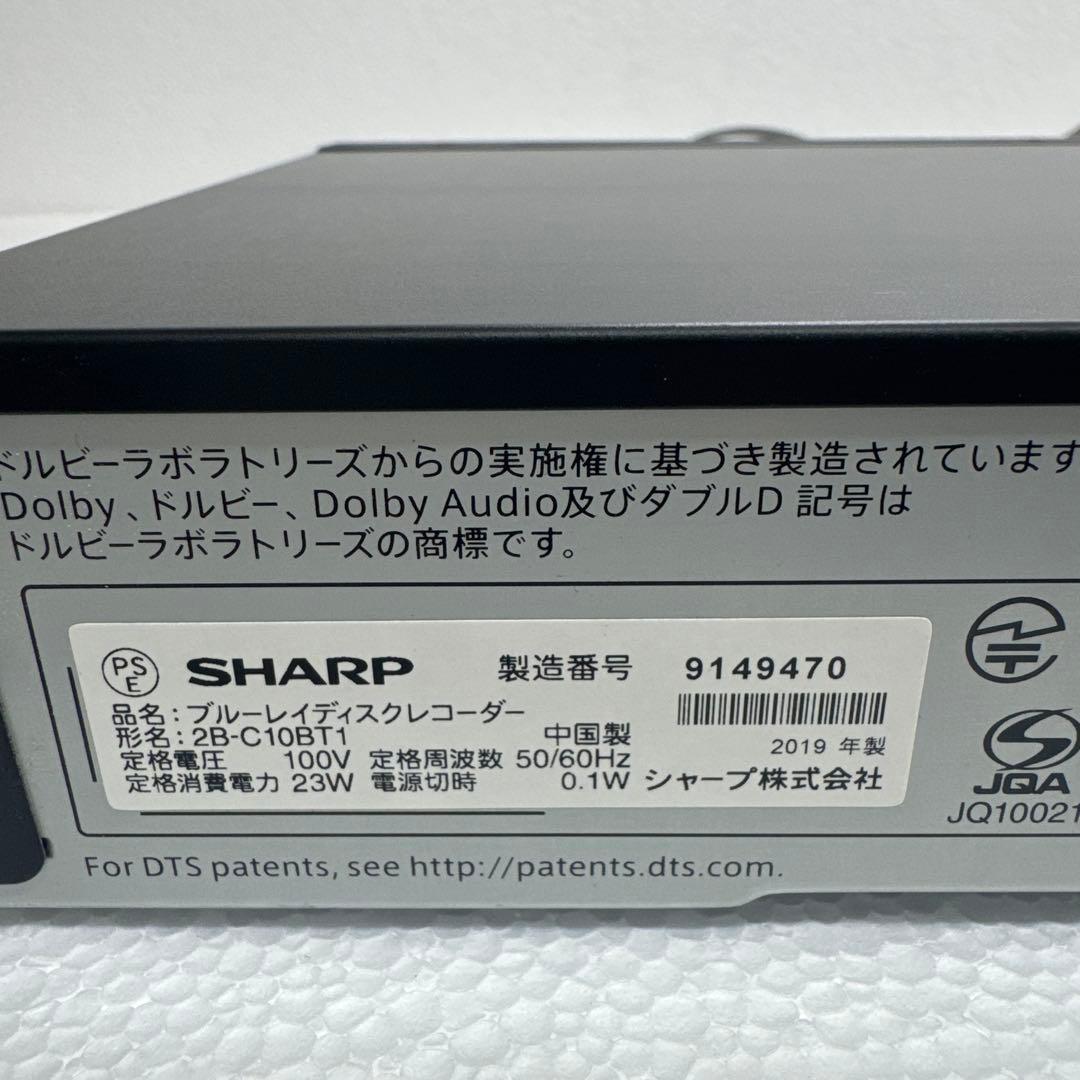 ドルビーラボラトリーズからの実施権に基づき製造されています
Dolby、ドルビー、Dolby Audio及びダブルD 記号は
ドルビーラボラトリーズの商標です。
PS
E
SHARP 製造番号 9149470
品名：ブルーレイディスクレコーダー
形名：2B-C10BT1 中国製
2019 年製
定格電圧 100V 定格周波数 50/60Hz
定格消費電力 23W 電源切時 0.1W シャープ株式会社
JQA
JQ10021
For DTS patents, see http://patents.dts.com.